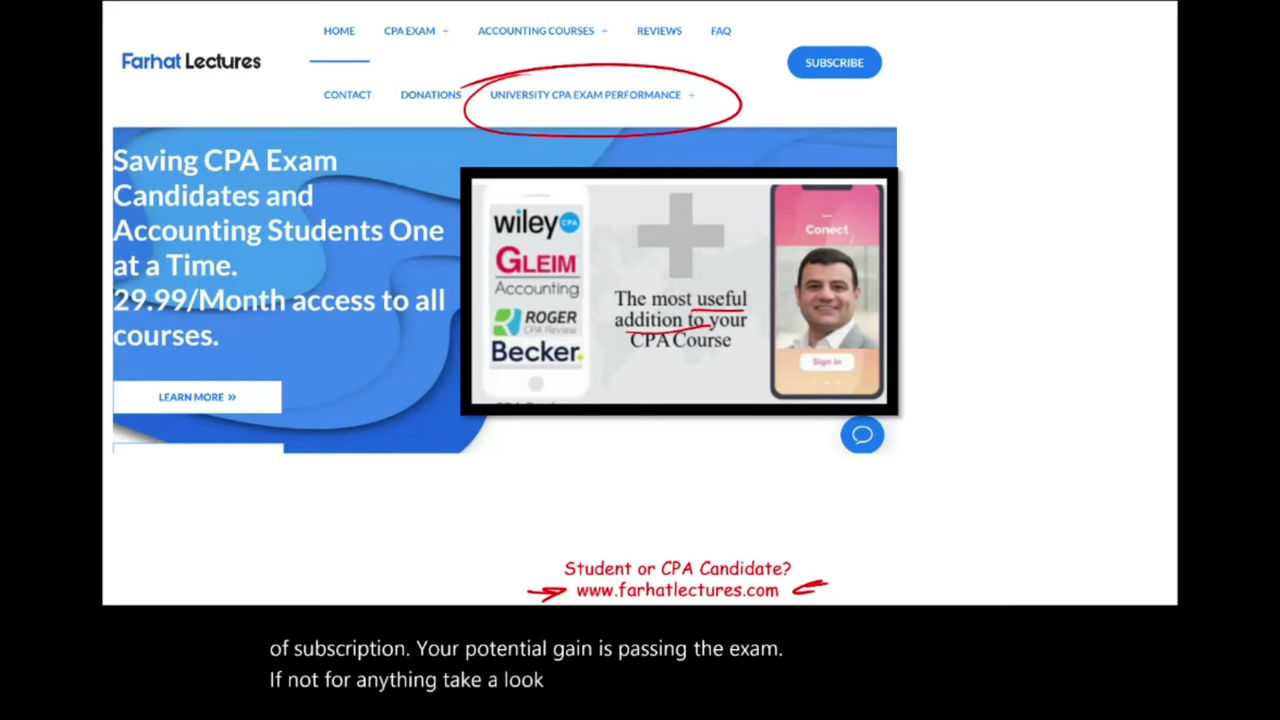 HOME CPA EXAM + ACCOUNTING COURSES + REVIEWS FAQ
Farhat Lectures
SUBSCRIBE
CONTACT DONATIONS UNIVERSITY CPA EXAM PERFORMANCE +
Saving CPA Exam
Candidates and
Accounting Students One
at a Time.
29.99/Month access to all
courses.
LEARN MORE »
wiley CPA
GLEIM
Accounting
ROGER
CPA Review
Becker
The most useful
addition to your
CPA Course
Conect
Sign in
Student or CPA Candidate?
www.farhatlectures.com
of subscription. Your potential gain is passing the exam.
If not for anything take a look